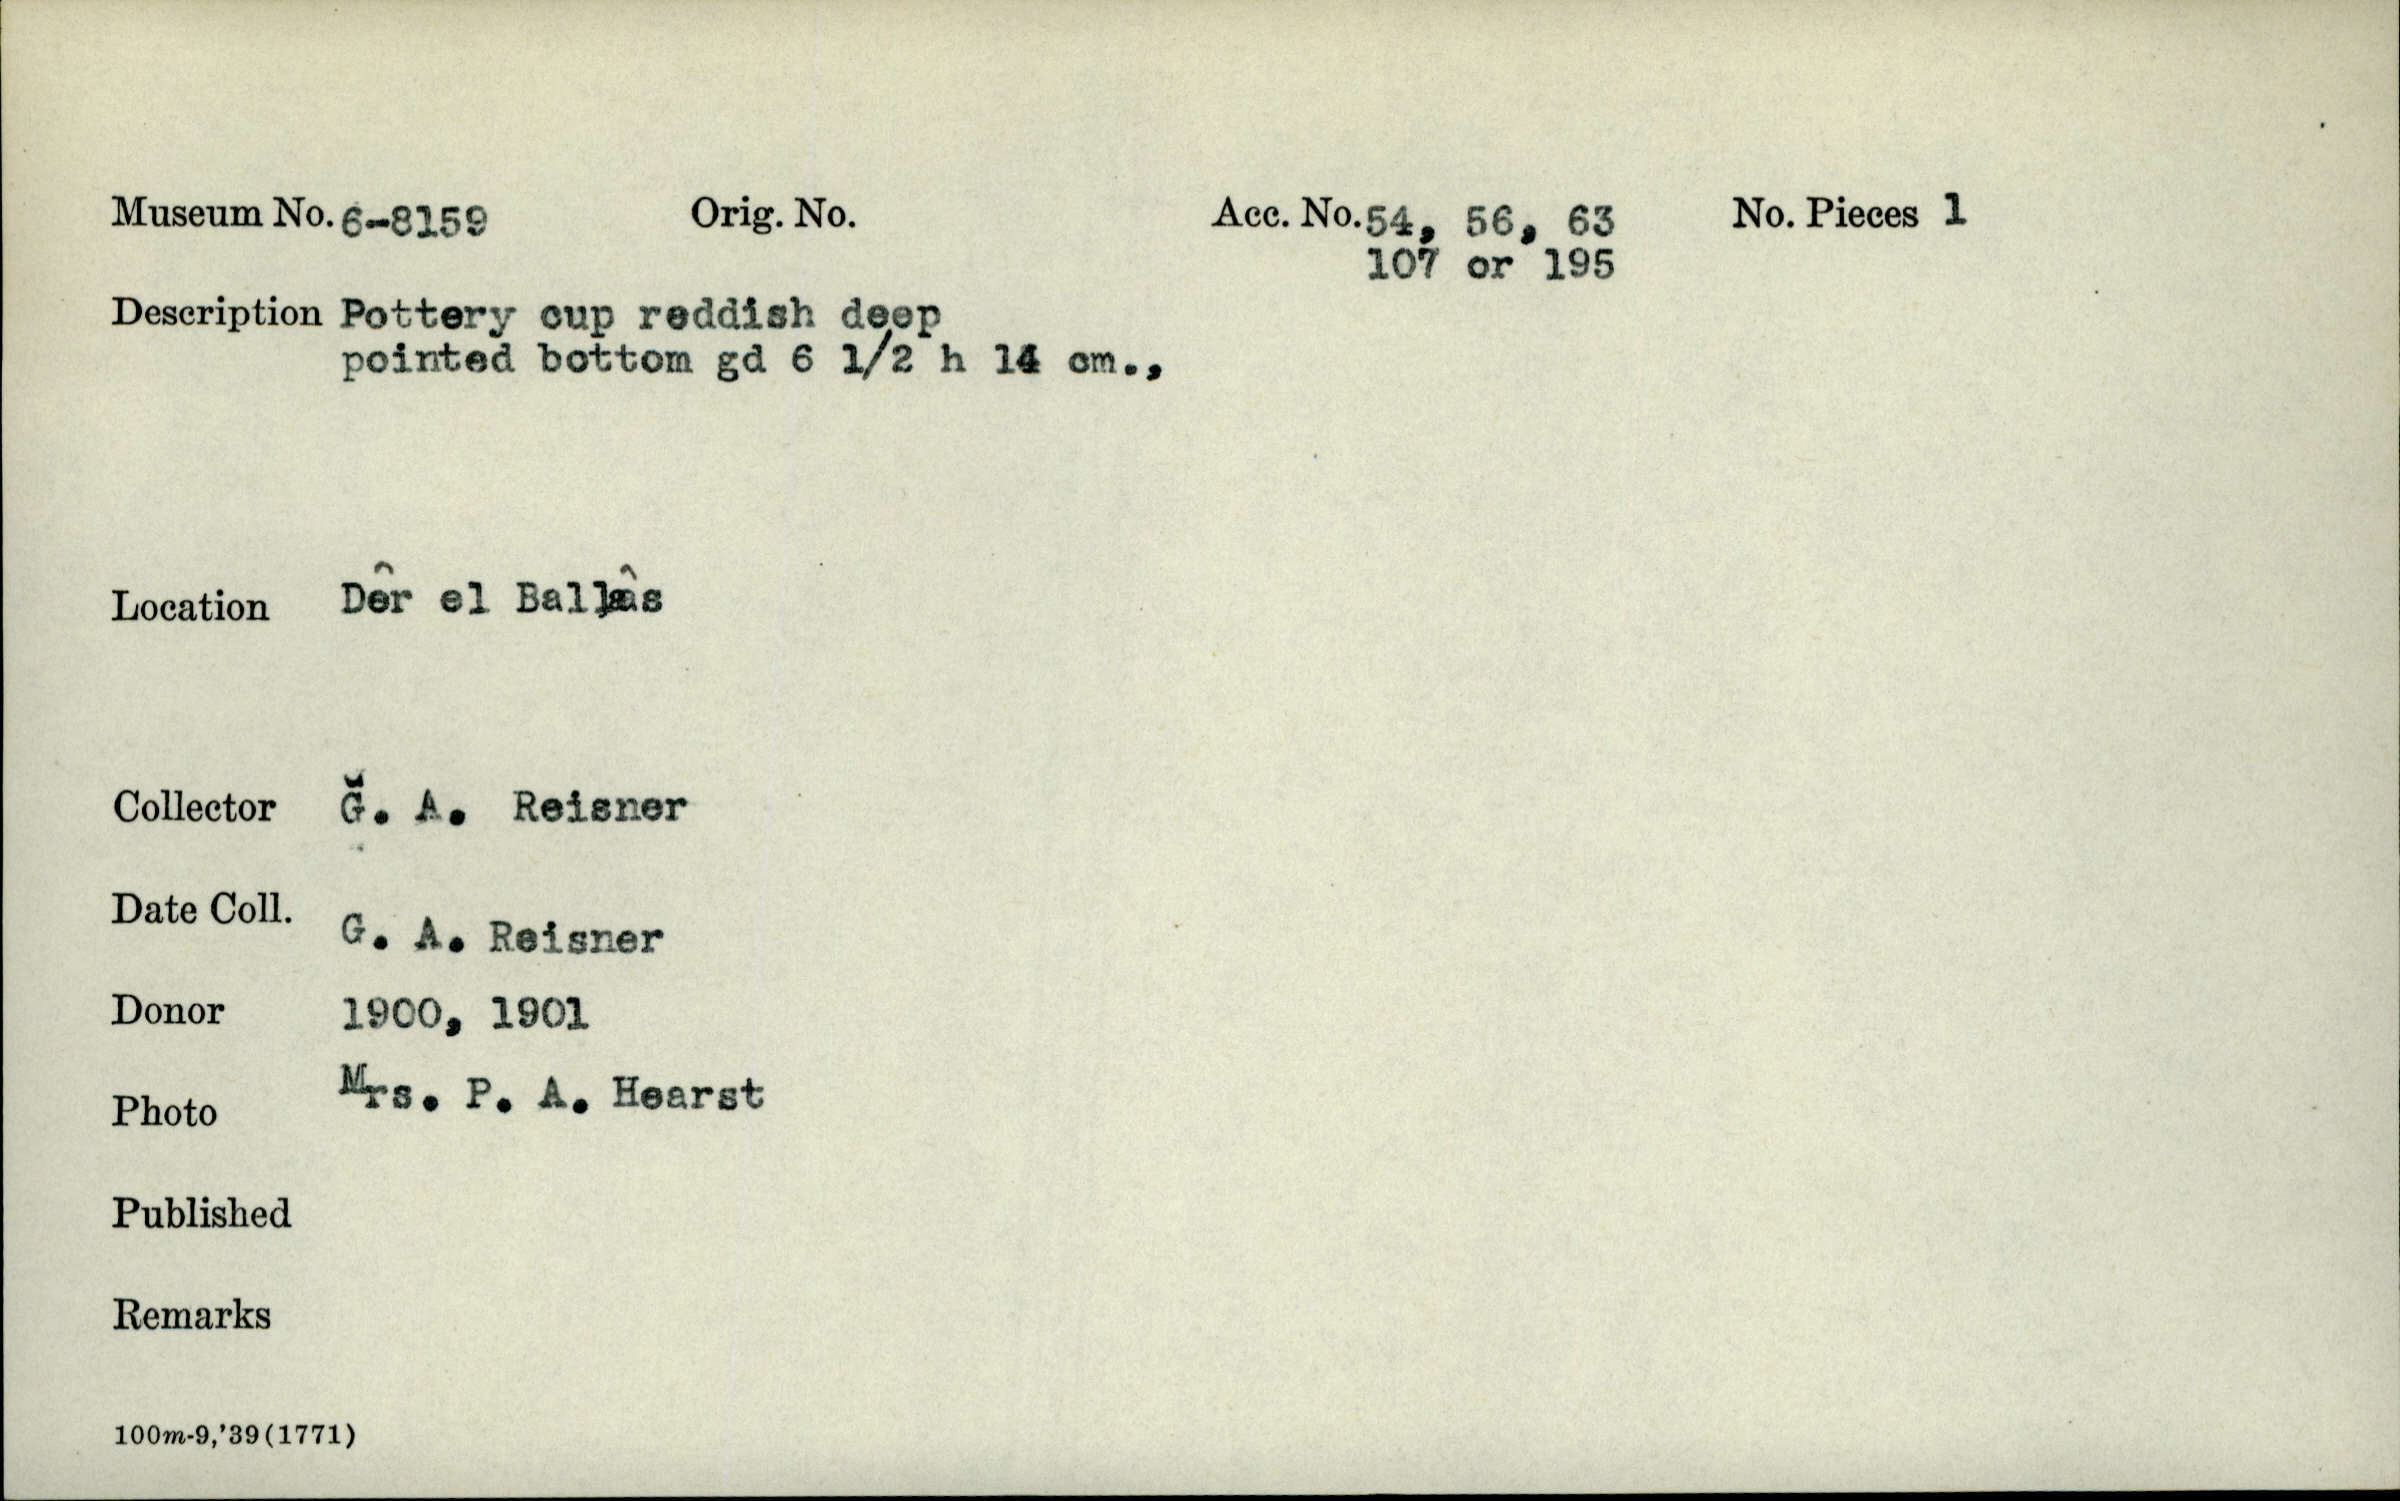 Museum No. 6-8159 Orig. No. Acc. No. 54, 56, 63 No. Pieces 1
107 or 195
Description Pottery cup reddish deep
pointed bottom gd 6 1/2 h 14 cm.,
Location Dêr el Ballâs
Collector G. A. Reisner
Date Coll. G. A. Reisner
Donor 1900, 1901
Photo Mrs. P. A. Hearst
Published
Remarks
100m-9,'39(1771)